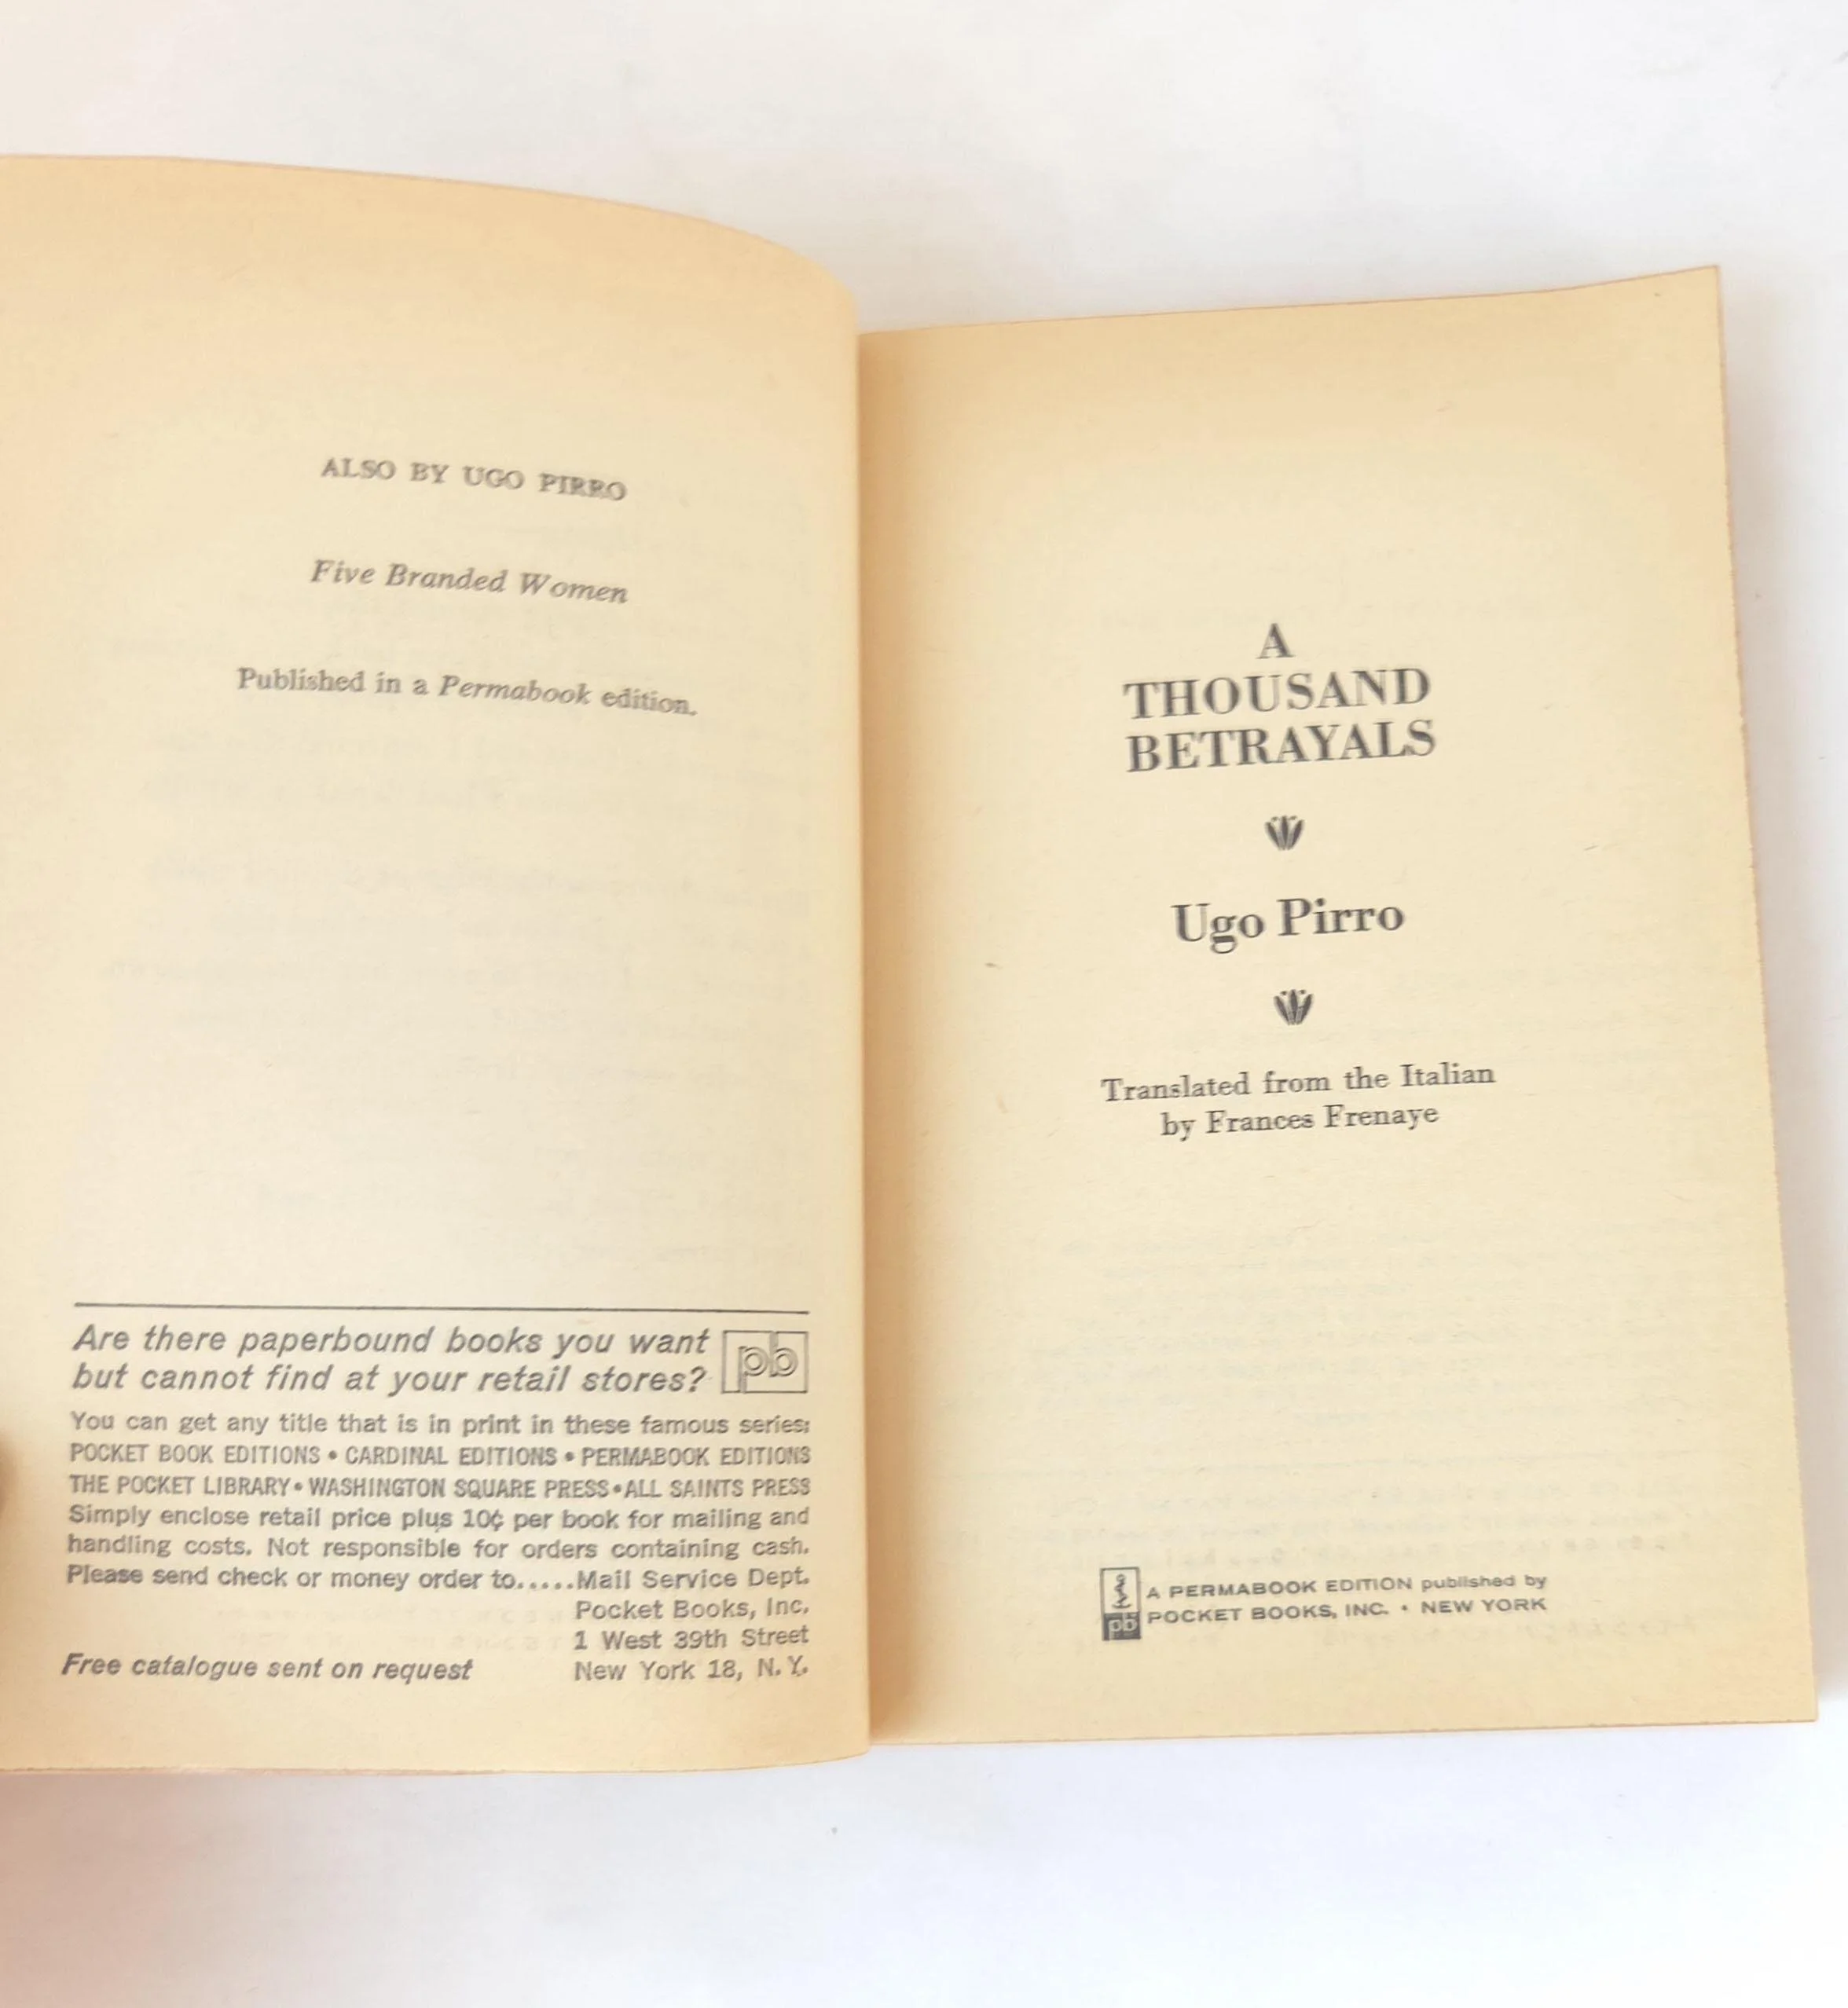 ALSO BY UGO PIRRO
Five Branded Women
Published in a Permabook edition.
Are there paperbound books you want
but cannot find at your retail stores?
pb
You can get any title that is in print in these famous series:
POCKET BOOK EDITIONS • CARDINAL EDITIONS • PERMABOOK EDITIONS
THE POCKET LIBRARY • WASHINGTON SQUARE PRESS • ALL SAINTS PRESS
Simply enclose retail price plus 10¢ per book for mailing and
handling costs. Not responsible for orders containing cash.
Please send check or money order to.....Mail Service Dept.
Pocket Books, Inc.
1 West 39th Street
Free catalogue sent on request New York 18, N.Y.
A
THOUSAND
BETRAYALS
Ugo Pirro
Translated from the Italian
by Frances Frenaye
pb
A PERMABOOK EDITION published by
POCKET BOOKS, INC. • NEW YORK